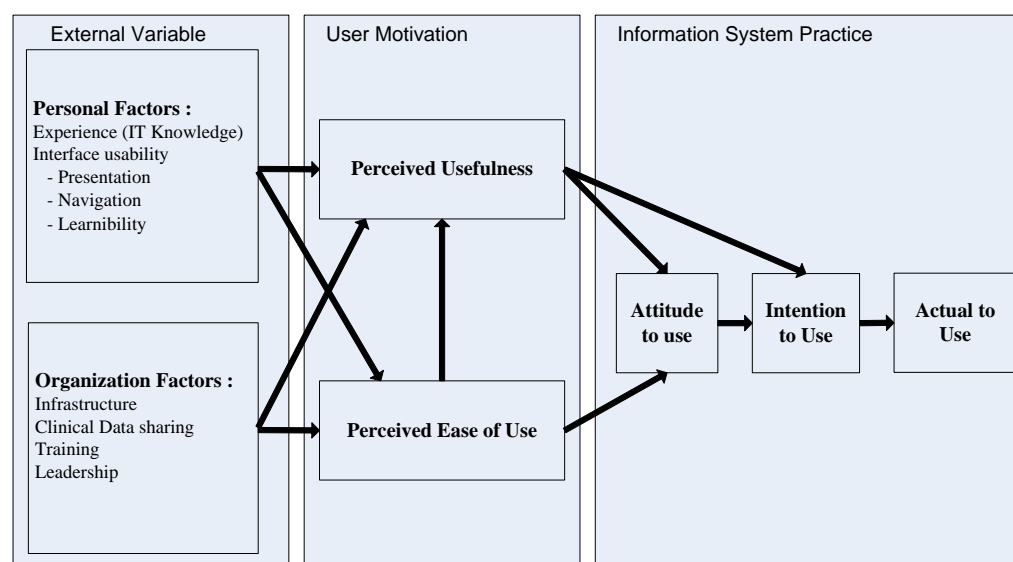 External Variable
User Motivation
Information System Practice
Personal Factors :
Experience (IT Knowledge)
Interface usability
- Presentation
- Navigation
- Learnibility
Organization Factors :
Infrastructure
Clinical Data sharing
Training
Leadership
Perceived Usefulness
Perceived Ease of Use
Attitude
to use
Intention
to Use
Actual to
Use